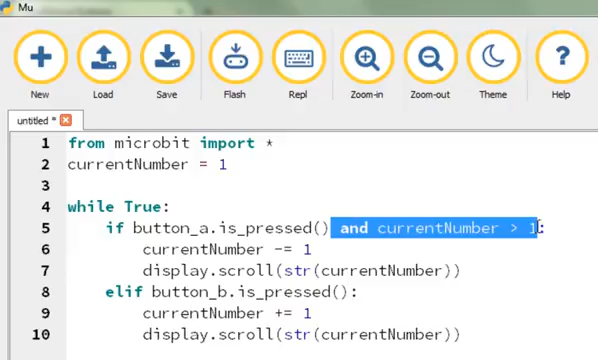 Mu
New Load Save Flash Repl Zoom-in Zoom-out Theme Help
untitled *
1 from microbit import *
2 currentNumber = 1
3
4 while True:
5 if button_a.is_pressed() and currentNumber > 1:
6 currentNumber -= 1
7 display.scroll(str(currentNumber))
8 elif button_b.is_pressed():
9 currentNumber += 1
10 display.scroll(str(currentNumber))